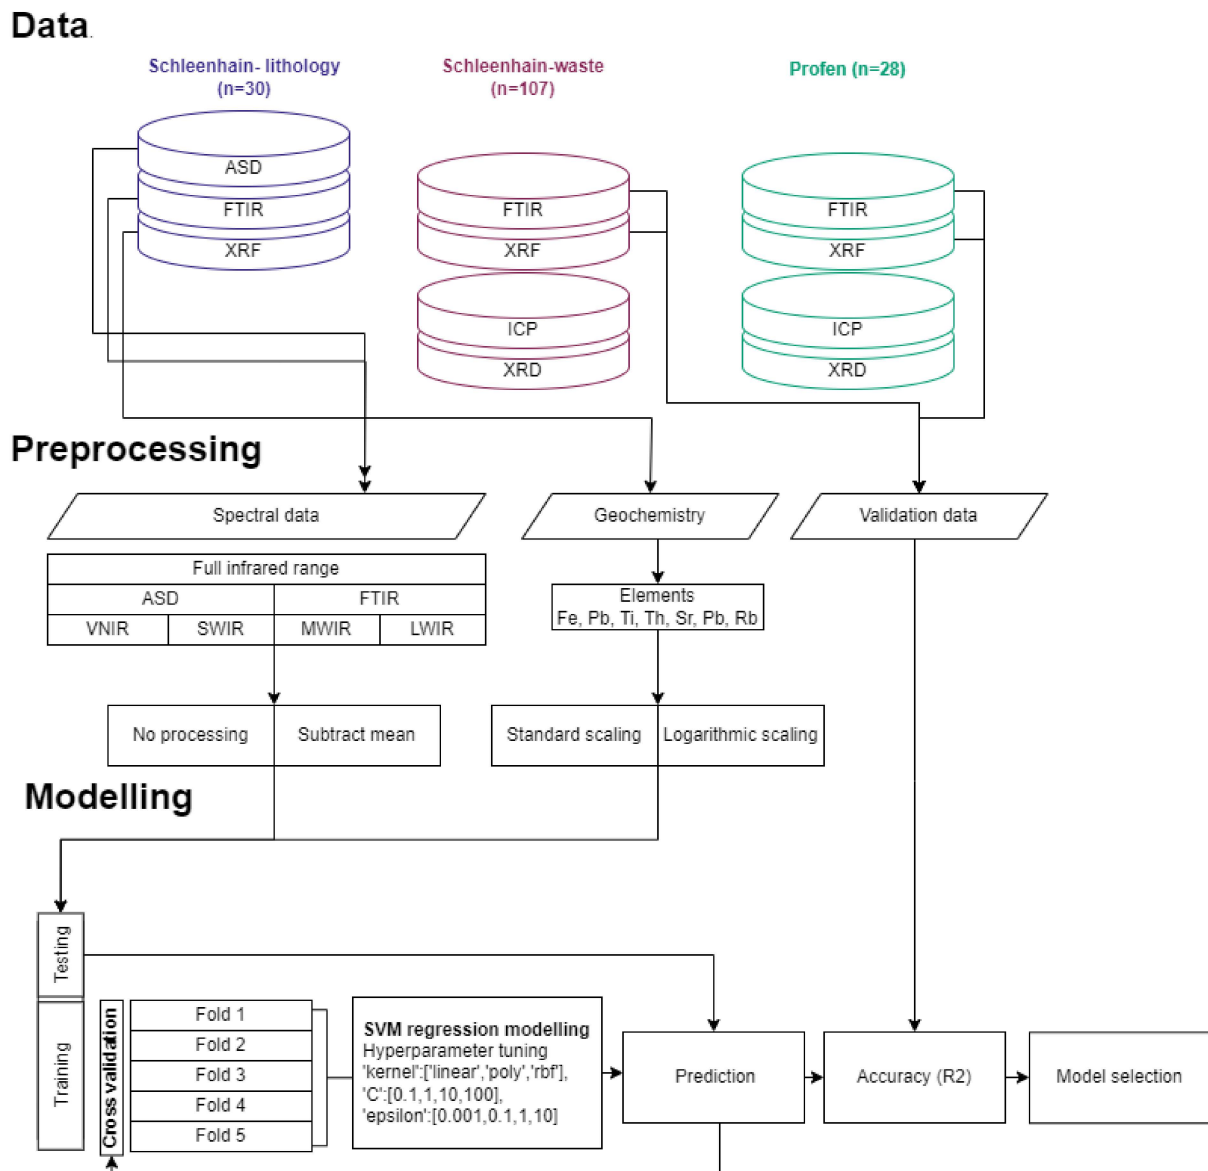 Data.
Schleenhain- lithology
(n=30)
Schleenhain-waste
(n=107)
Profen (n=28)
ASD
FTIR
XRF
FTIR
XRF
ICP
XRD
FTIR
XRF
ICP
XRD
Preprocessing
Spectral data
Geochemistry
Validation data
Full infrared range
ASD
FTIR
VNIR
SWIR
MWIR
LWIR
Elements
Fe, Pb, Ti, Th, Sr, Pb, Rb
No processing
Subtract mean
Standard scaling
Logarithmic scaling
Modelling
Testing
Training
Cross validation
Fold 1
Fold 2
Fold 3
Fold 4
Fold 5
SVM regression modelling
Hyperparameter tuning
'kernel':['linear','poly','rbf'],
'C':[0.1,1,10,100],
'epsilon':[0.001,0.1,1,10]
Prediction
Accuracy (R2)
Model selection